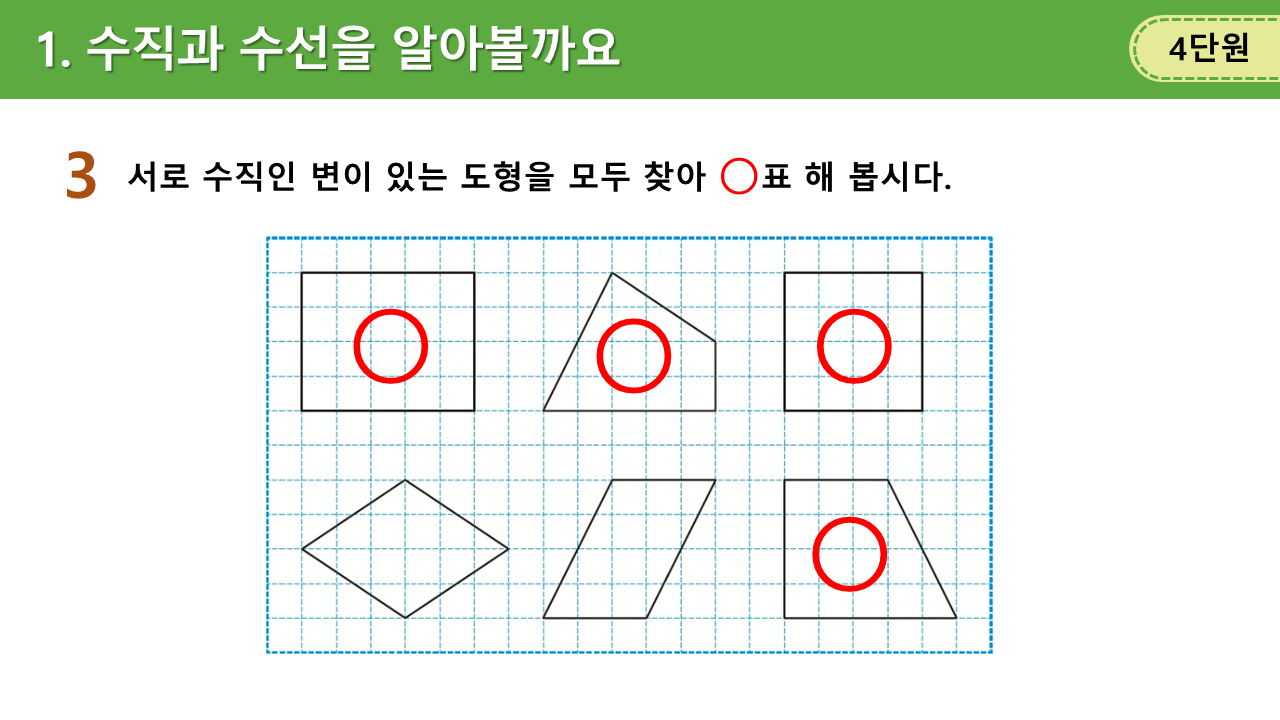 1. 수직과 수선을 알아볼까요
4단원
3 서로 수직인 변이 있는 도형을 모두 찾아 ◯표 해 봅시다.